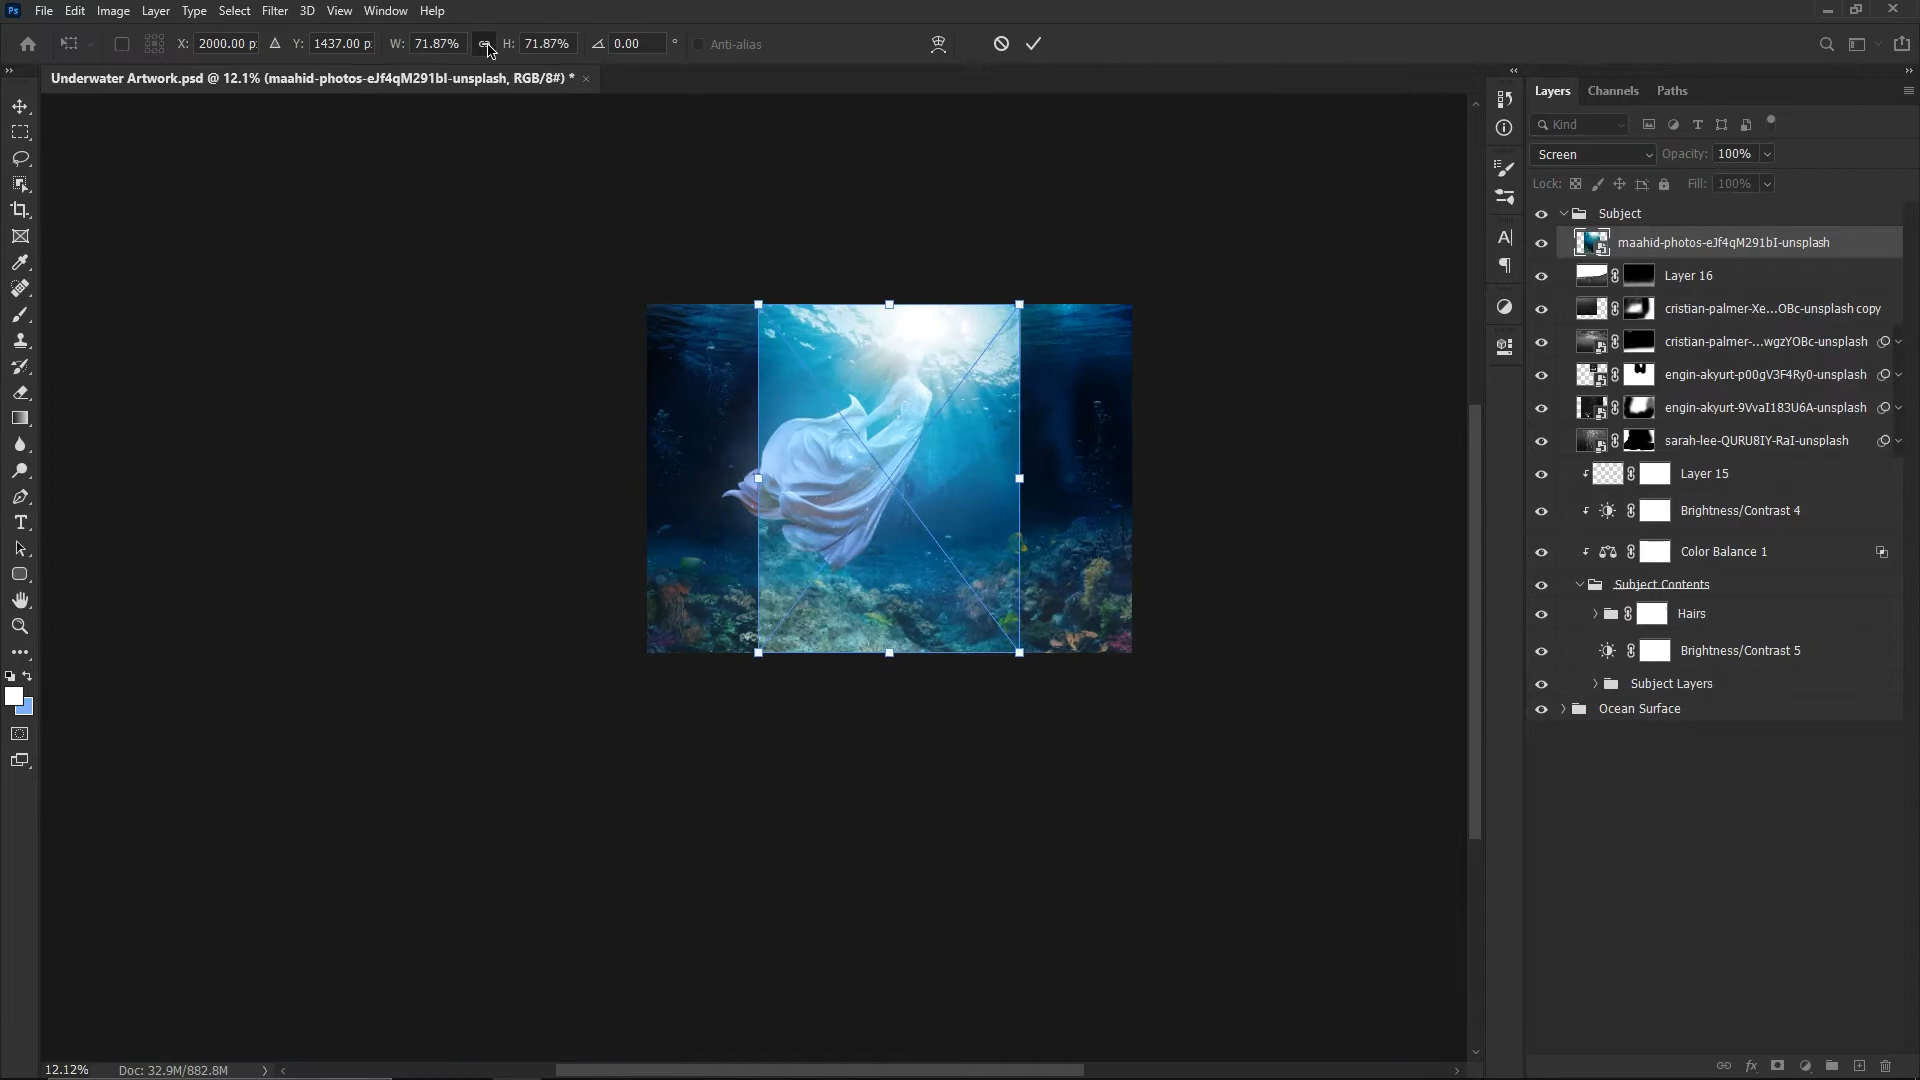 Ps File Edit Image Layer Type Select Filter 3D View Window Help
X: 2000.00 p: Y: 1437.00 p: W: 71.87% H: 71.87% 0.00 ° Anti-alias
Underwater Artwork.psd @ 12.1% (maahid-photos-eJf4qM291bI-unsplash, RGB/8#) * ×
Layers Channels Paths
Kind
Screen Opacity: 100%
Lock: Fill: 100%
Subject
maahid-photos-eJf4qM291bI-unsplash
Layer 16
cristian-palmer-Xe...OBc-unsplash copy
cristian-palmer-...wgzYOBc-unsplash
engin-akyurt-p00gV3F4Ry0-unsplash
engin-akyurt-9VvaI183U6A-unsplash
sarah-lee-QURU8IY-RaI-unsplash
Layer 15
Brightness/Contrast 4
Color Balance 1
Subject Contents
Hairs
Brightness/Contrast 5
Subject Layers
Ocean Surface
12.12% Doc: 32.9M/882.8M